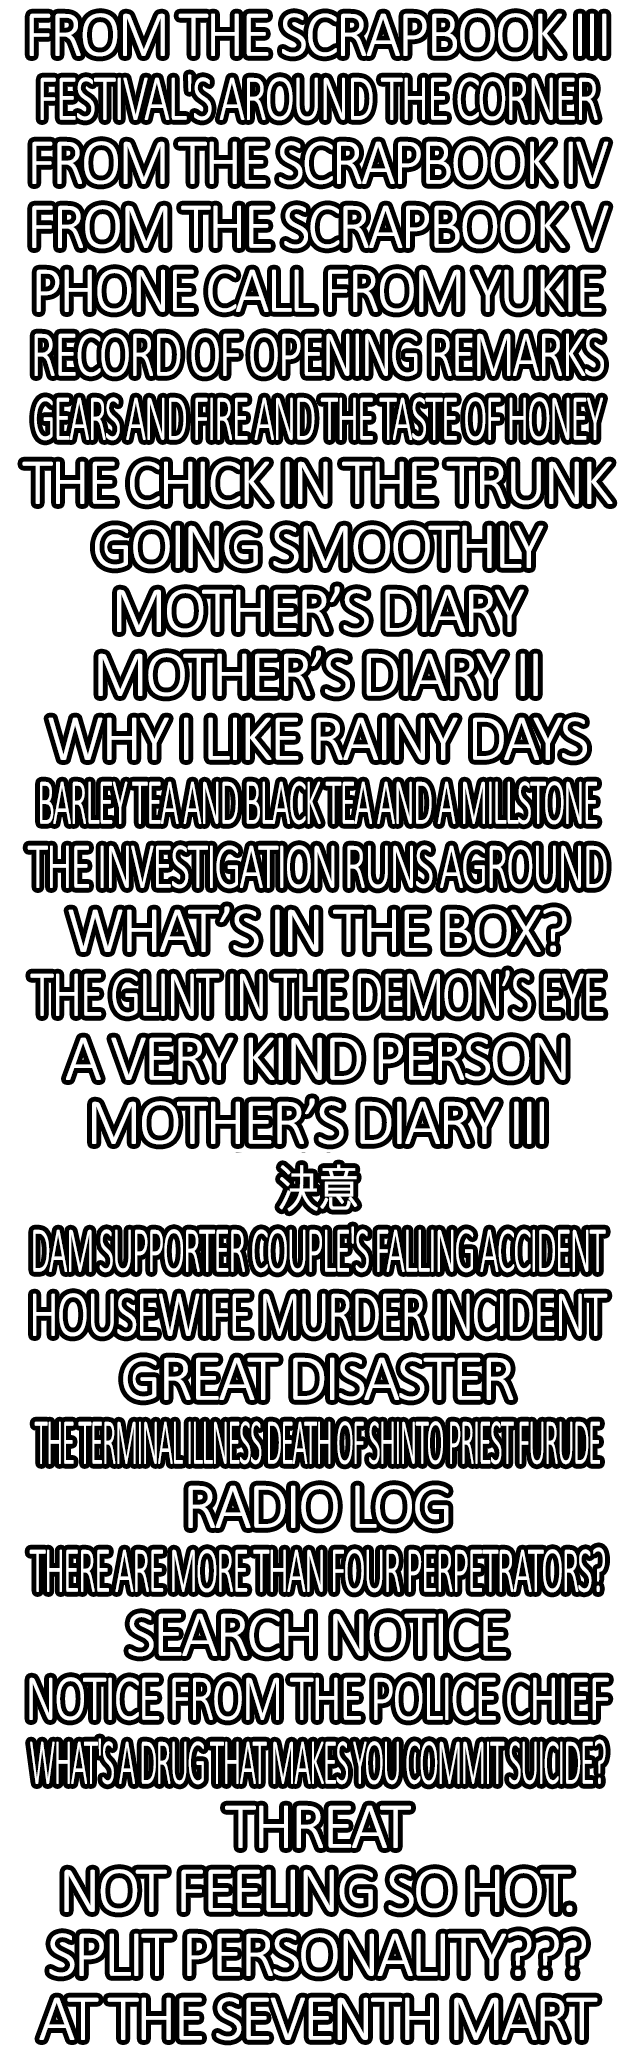 FROM THE SCRAPBOOK III
FESTIVAL'S AROUND THE CORNER
FROM THE SCRAPBOOK IV
FROM THE SCRAPBOOK V
PHONE CALL FROM YUKIE
RECORD OF OPENING REMARKS
GEARS AND FIRE AND THE TASTE OF HONEY
THE CHICK IN THE TRUNK
GOING SMOOTHLY
MOTHER’S DIARY
MOTHER’S DIARY II
WHY I LIKE RAINY DAYS
BARLEY TEA AND BLACK TEA AND A MILLSTONE
THE INVESTIGATION RUNS AGROUND
WHAT’S IN THE BOX?
THE GLINT IN THE DEMON’S EYE
A VERY KIND PERSON
MOTHER’S DIARY III
決意
DAM SUPPORTER COUPLE'S FALLING ACCIDENT
HOUSEWIFE MURDER INCIDENT
GREAT DISASTER
THE TERMINAL ILLNESS DEATH OF SHINTO PRIEST FURUDE
RADIO LOG
THERE ARE MORE THAN FOUR PERPETRATORS?
SEARCH NOTICE
NOTICE FROM THE POLICE CHIEF
WHAT'S A DRUG THAT MAKES YOU COMMIT SUICIDE?
THREAT
NOT FEELING SO HOT.
SPLIT PERSONALITY???
AT THE SEVENTH MART